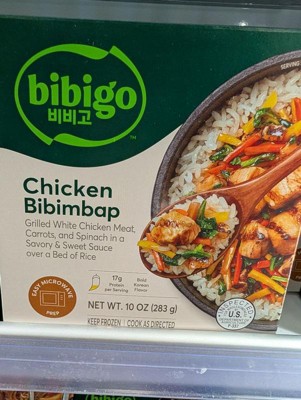 SERVING
bibigo
비비고
TM
Chicken
Bibimbap
Grilled White Chicken Meat,
Carrots, and Spinach in a
Savory & Sweet Sauce
over a Bed of Rice
EASY MICROWAVE
PREP
17g
Protein
per Serving
Bold
Korean
Flavor
NET WT. 10 OZ (283 g)
KEEP FROZEN | COOK AS DIRECTED
INSPECTED
U.S.